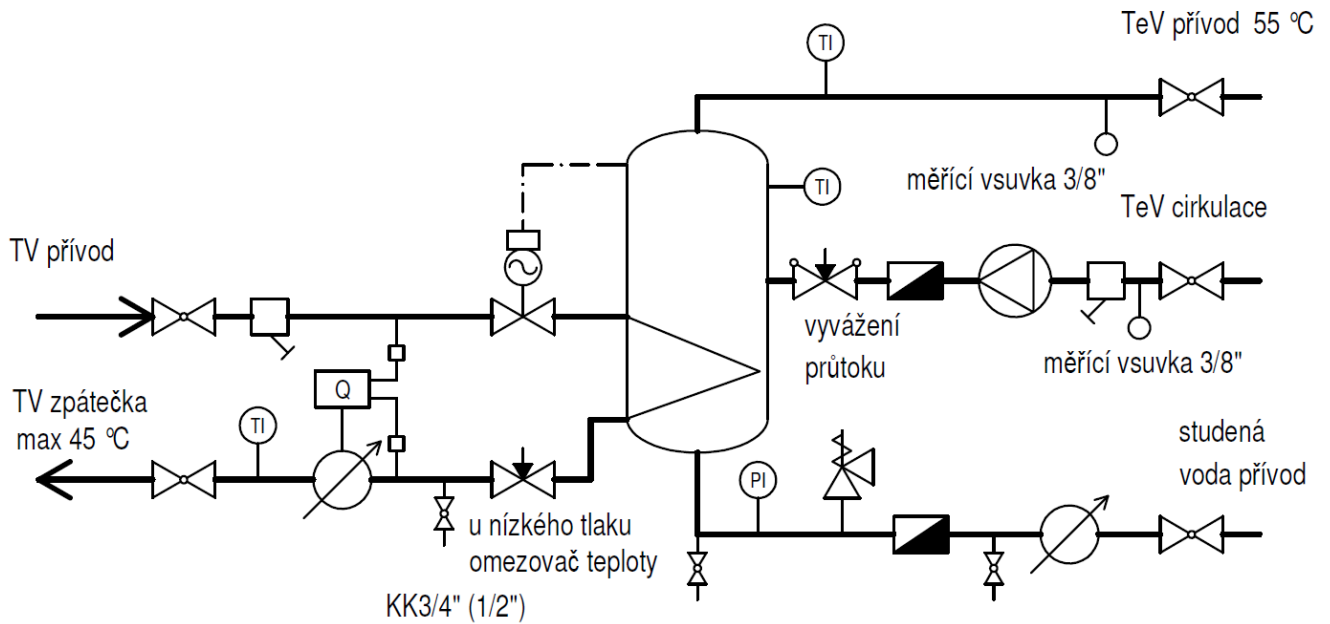 TeV přívod 55 °C
TI
měřící vsuvka 3/8"
TI
TeV cirkulace
TV přívod
vyvážení
průtoku
měřící vsuvka 3/8"
Q
TV zpátečka
max 45 °C
TI
studená
voda přívod
PI
u nízkého tlaku
omezovač teploty
KK3/4" (1/2")